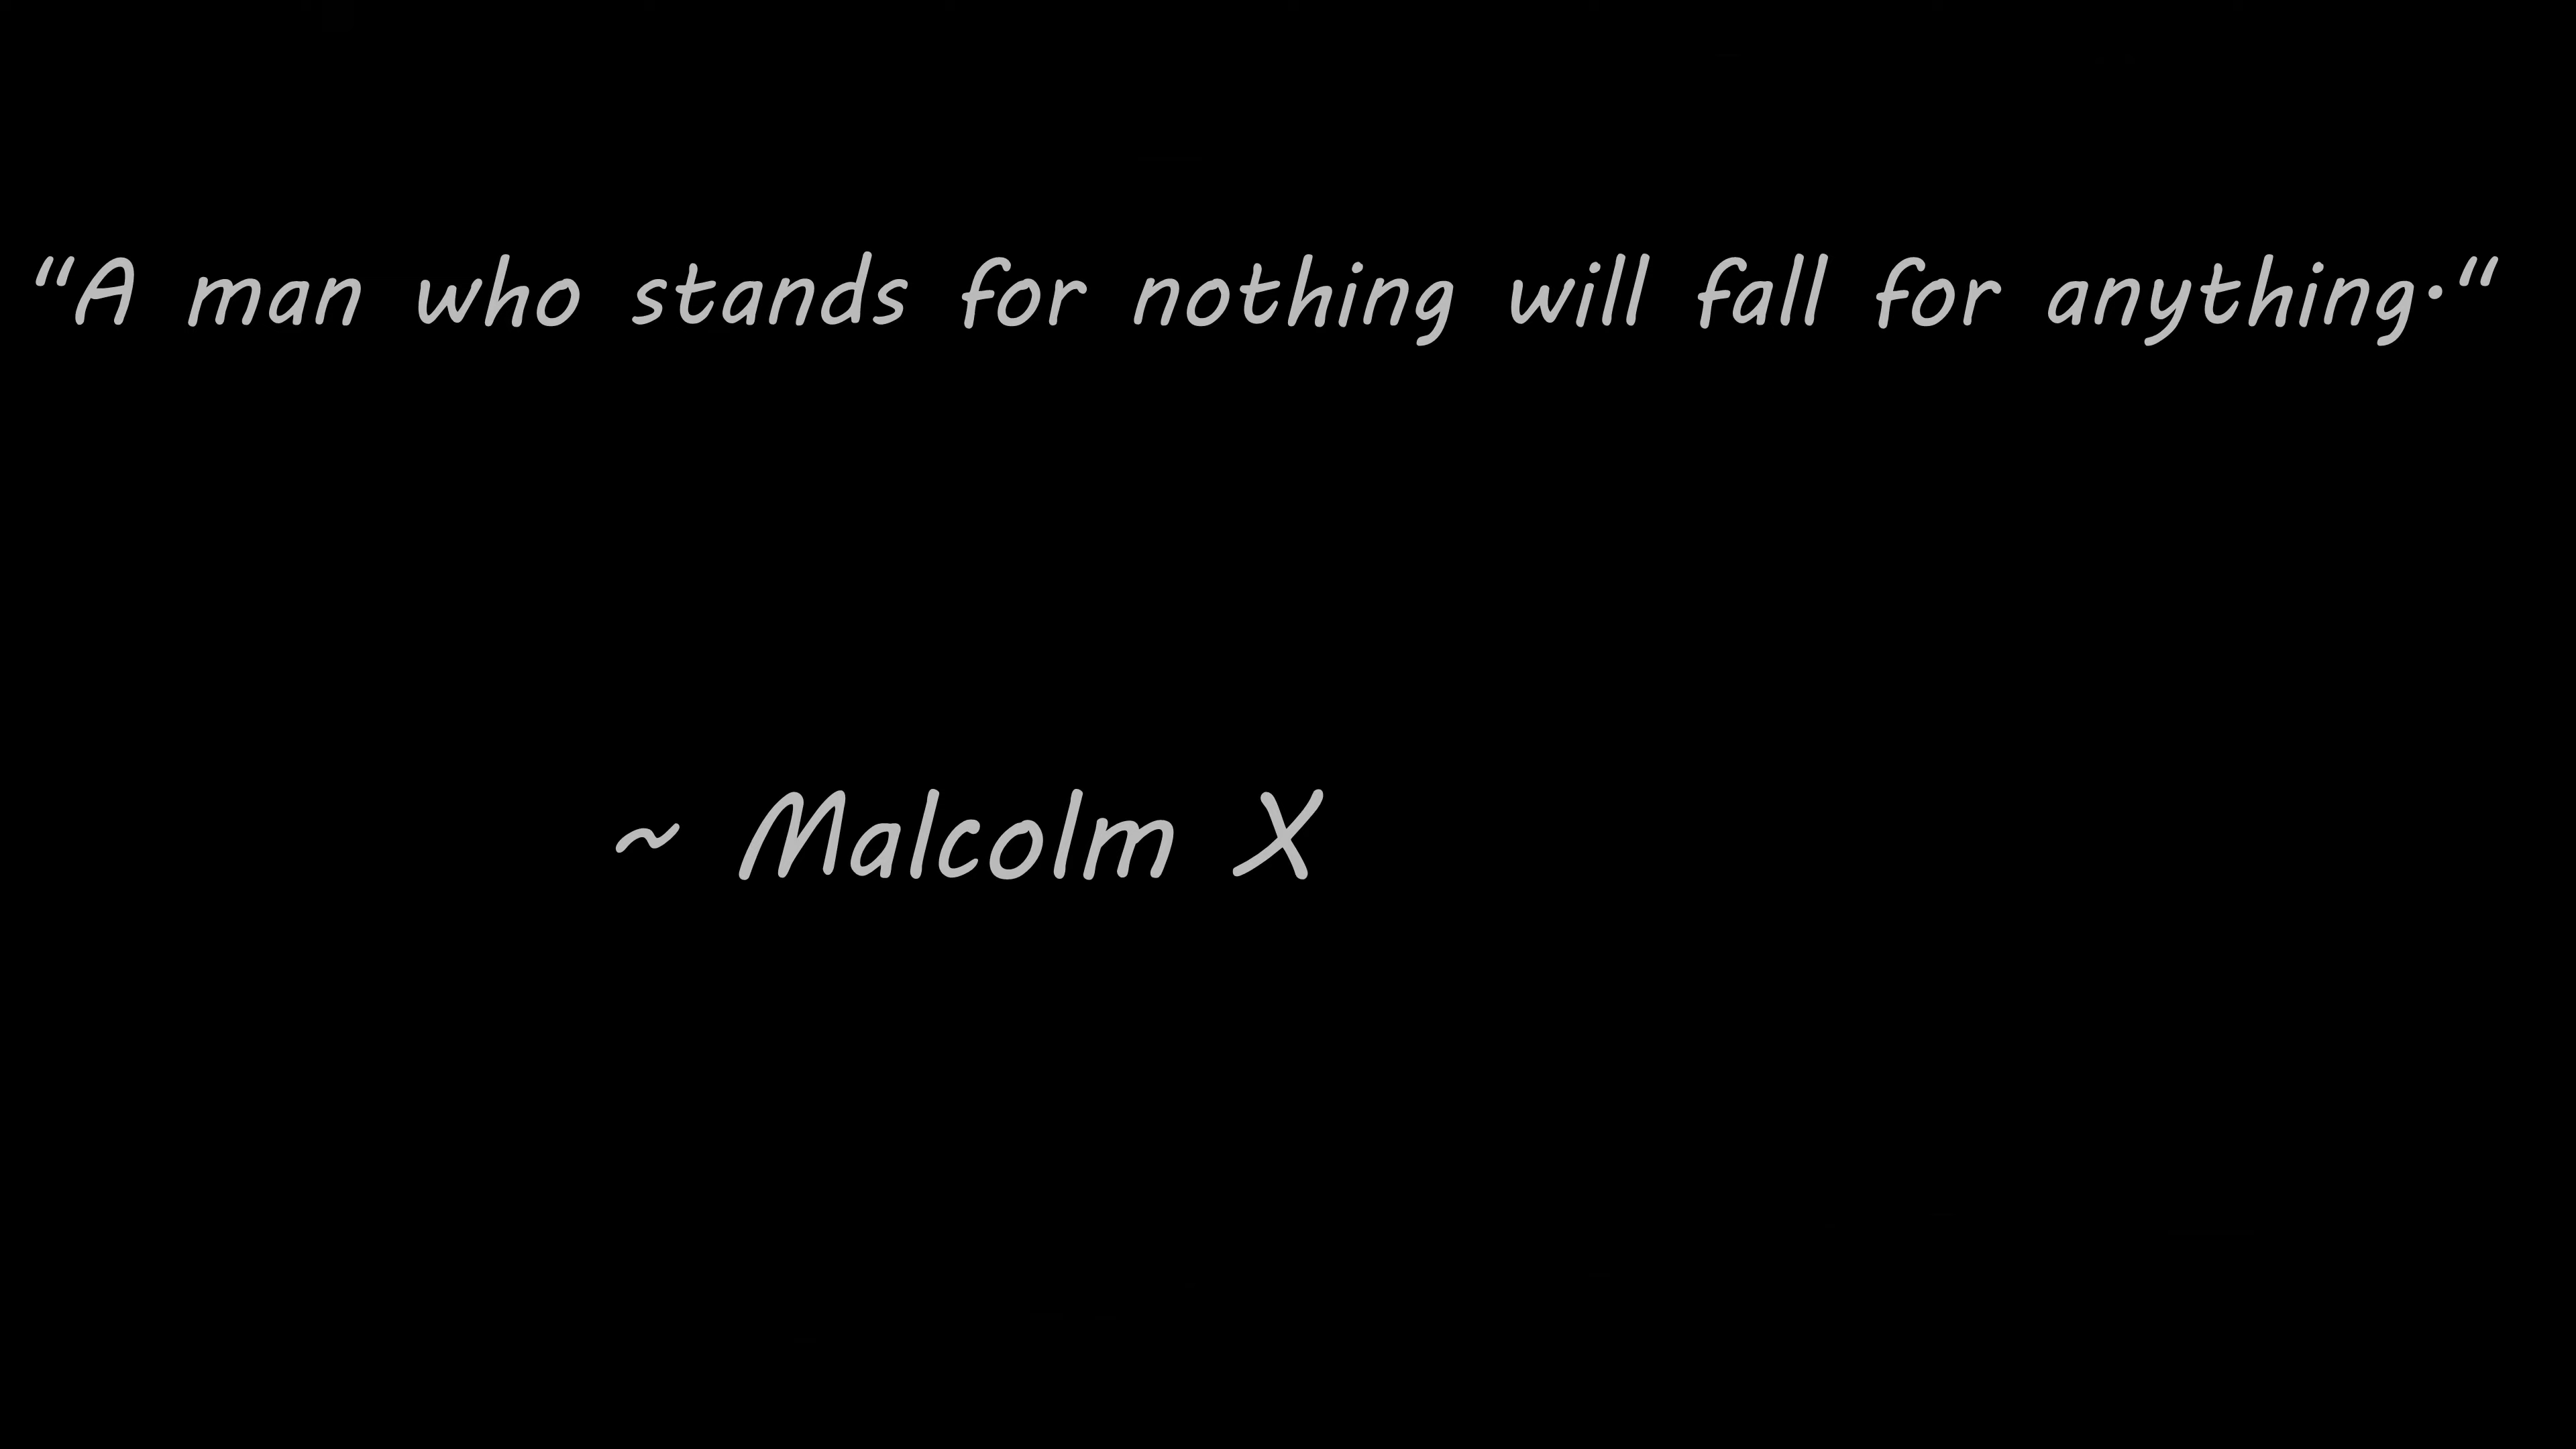 “A man who stands for nothing will fall for anything.“
~ Malcolm X